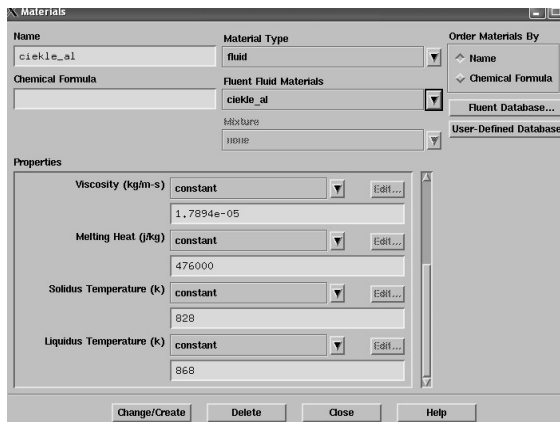 Materials
Name
ciekle_al
Chemical Formula
Material Type
fluid
Fluent Fluid Materials
ciekle_al
Mixture
none
Order Materials By
Name
Chemical Formula
Fluent Database...
User-Defined Database
Properties
Viscosity (kg/m-s) constant Edit...
1.7894e-05
Melting Heat (j/kg) constant Edit...
476000
Solidus Temperature (k) constant Edit...
828
Liquidus Temperature (k) constant Edit...
868
Change/Create Delete Close Help